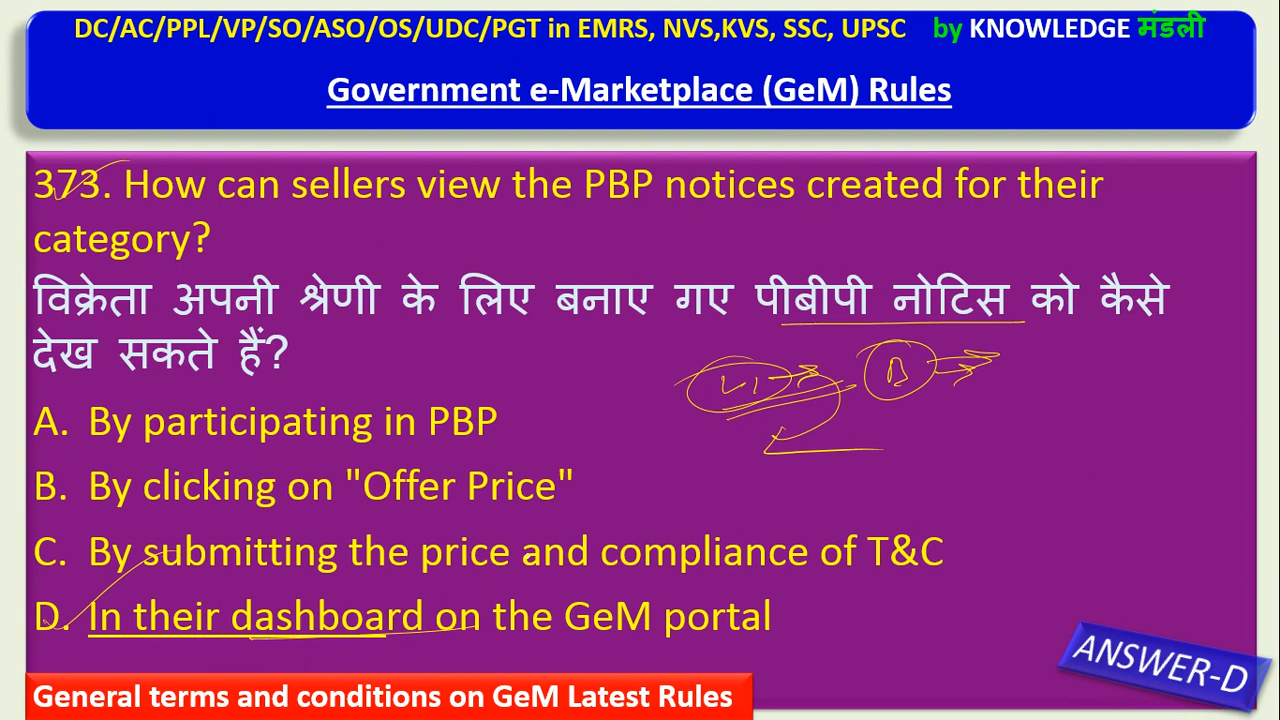 DC/AC/PPL/VP/SO/ASO/OS/UDC/PGT in EMRS, NVS,KVS, SSC, UPSC by KNOWLEDGE मंडली
Government e-Marketplace (GeM) Rules
373. How can sellers view the PBP notices created for their
category?
विक्रेता अपनी श्रेणी के लिए बनाए गए पीबीपी नोटिस को कैसे
देख सकते हैं?
A. By participating in PBP
B. By clicking on "Offer Price"
C. By submitting the price and compliance of T&C
D. In their dashboard on the GeM portal
ANSWER-D
General terms and conditions on GeM Latest Rules